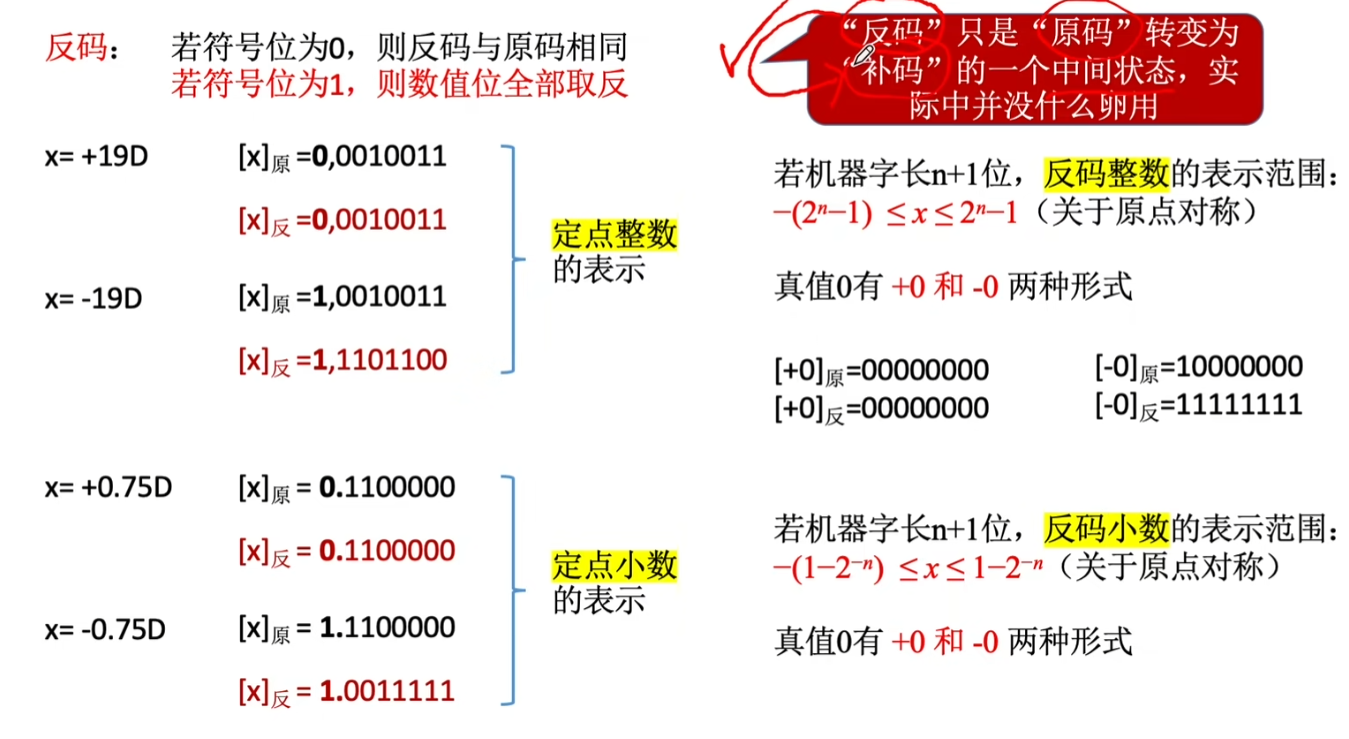 反码： 若符号位为0，则反码与原码相同
若符号位为1，则数值位全部取反
“反码”只是“原码”转变为
“补码”的一个中间状态，实
际中并没什么卵用
x= +19D [x]原 =0,0010011
[x]反 =0,0010011
x= -19D [x]原 =1,0010011
[x]反 =1,1101100
定点整数
的表示
x= +0.75D [x]原 = 0.1100000
[x]反 = 0.1100000
x= -0.75D [x]原 = 1.1100000
[x]反 = 1.0011111
定点小数
的表示
若机器字长n+1位，反码整数的表示范围：
−(2ⁿ−1) ≤ x ≤ 2ⁿ−1（关于原点对称）
真值0有 +0 和 -0 两种形式
[+0]原=00000000 [-0]原=10000000
[+0]反=00000000 [-0]反=11111111
若机器字长n+1位，反码小数的表示范围：
−(1−2⁻ⁿ) ≤ x ≤ 1−2⁻ⁿ（关于原点对称）
真值0有 +0 和 -0 两种形式